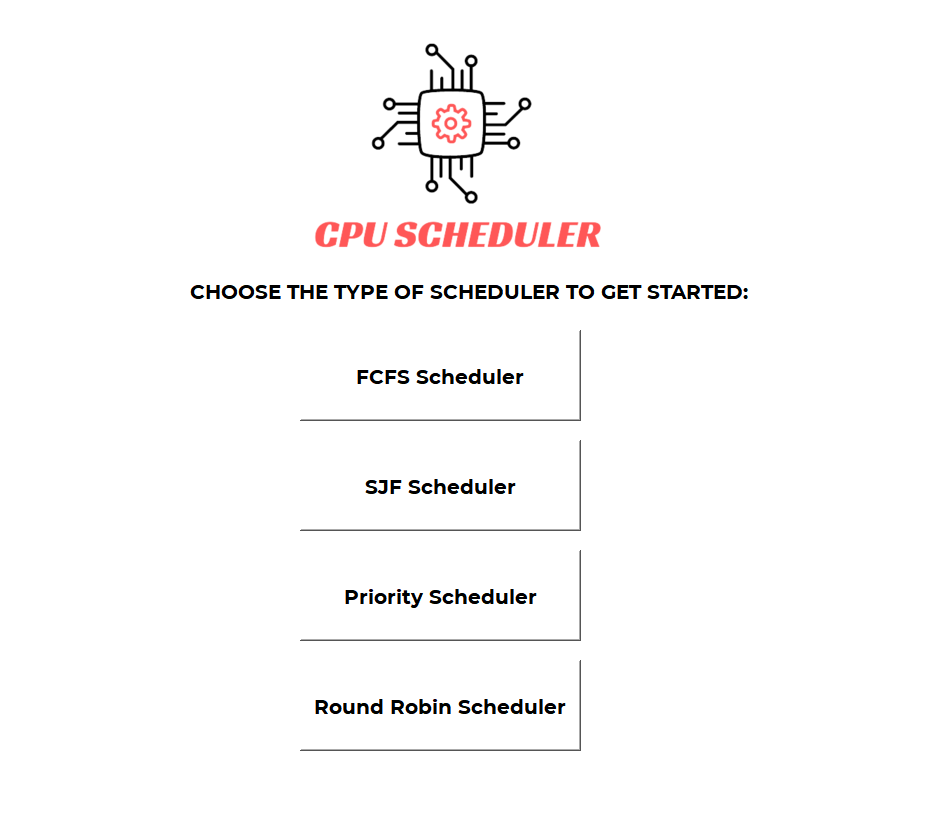 CPU SCHEDULER
CHOOSE THE TYPE OF SCHEDULER TO GET STARTED:
FCFS Scheduler
SJF Scheduler
Priority Scheduler
Round Robin Scheduler